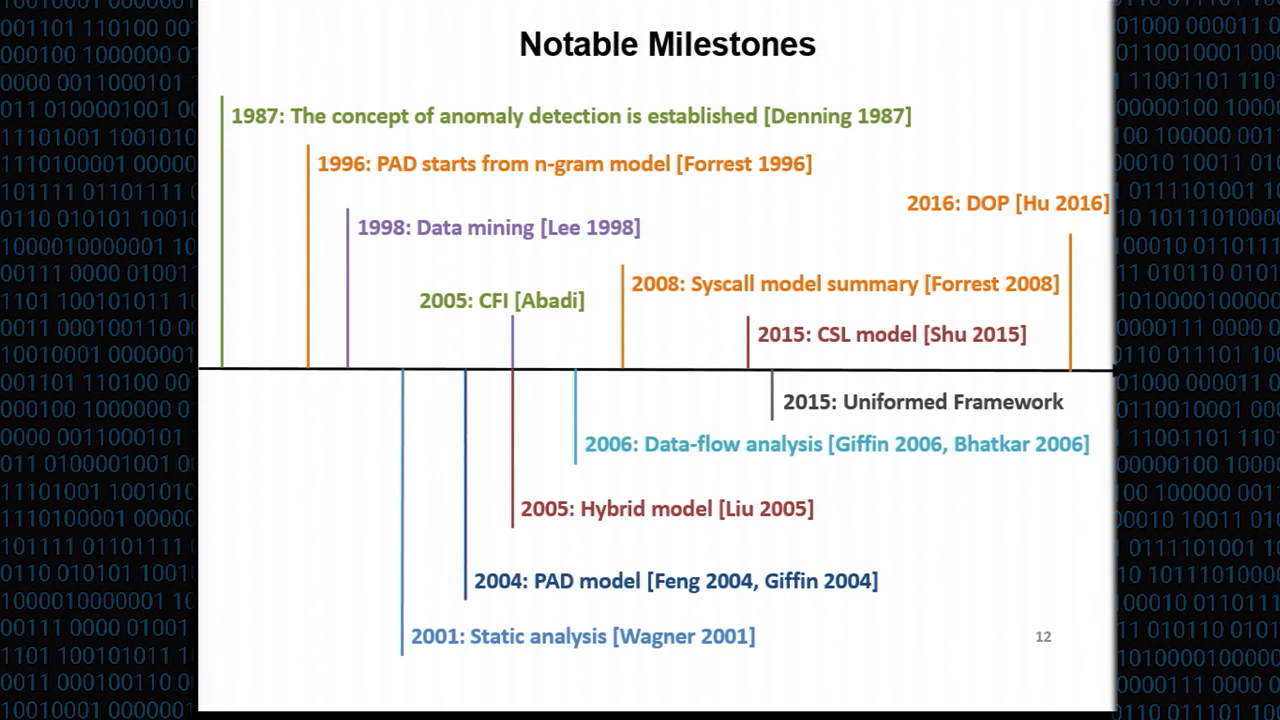 Notable Milestones
1987: The concept of anomaly detection is established [Denning 1987]
1996: PAD starts from n-gram model [Forrest 1996]
2016: DOP [Hu 2016]
1998: Data mining [Lee 1998]
2008: Syscall model summary [Forrest 2008]
2005: CFI [Abadi]
2015: CSL model [Shu 2015]
2015: Uniformed Framework
2006: Data-flow analysis [Giffin 2006, Bhatkar 2006]
2005: Hybrid model [Liu 2005]
2004: PAD model [Feng 2004, Giffin 2004]
2001: Static analysis [Wagner 2001]
12